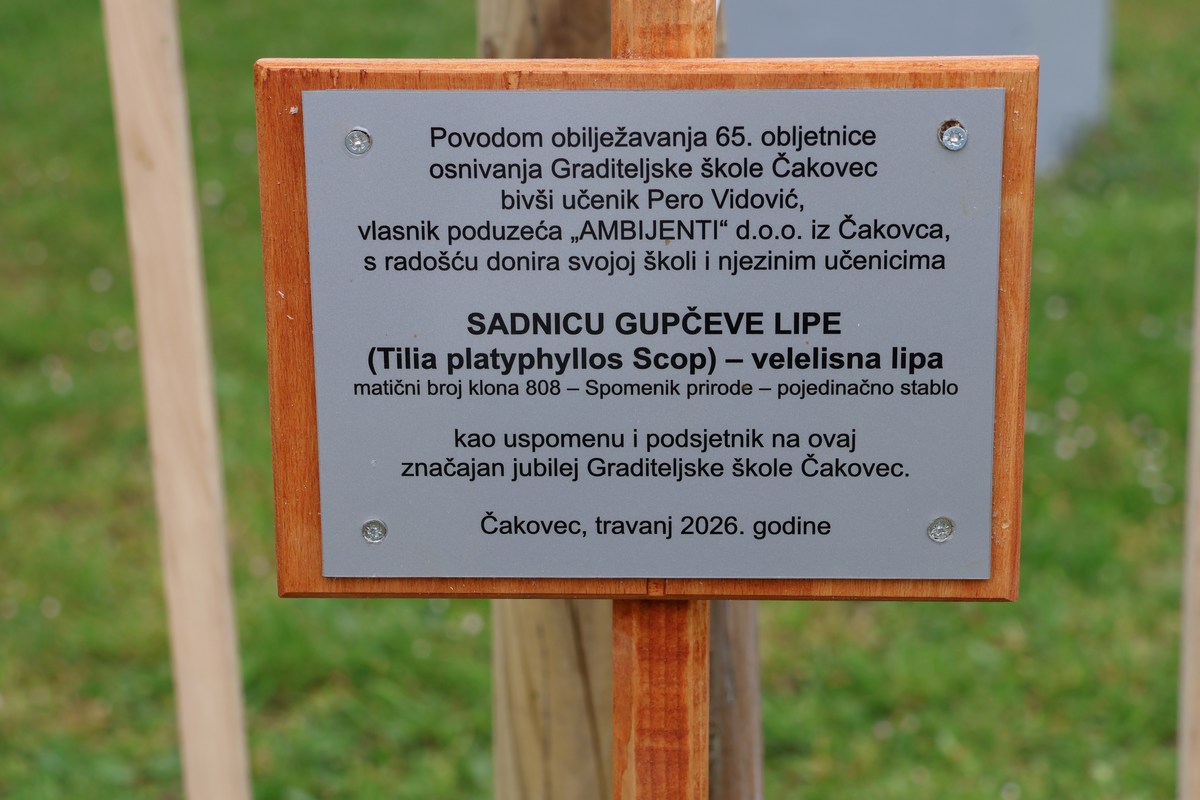 Povodom obilježavanja 65. obljetnice
osnivanja Graditeljske škole Čakovec
bivši učenik Pero Vidović,
vlasnik poduzeća „AMBIJENTI“ d.o.o. iz Čakovca,
s radošću donira svojoj školi i njezinim učenicima
SADNICU GUPČEVE LIPE
(Tilia platyphyllos Scop) – velelisna lipa
matični broj klona 808 – Spomenik prirode – pojedinačno stablo
kao uspomenu i podsjetnik na ovaj
značajan jubilej Graditeljske škole Čakovec.
Čakovec, travanj 2026. godine